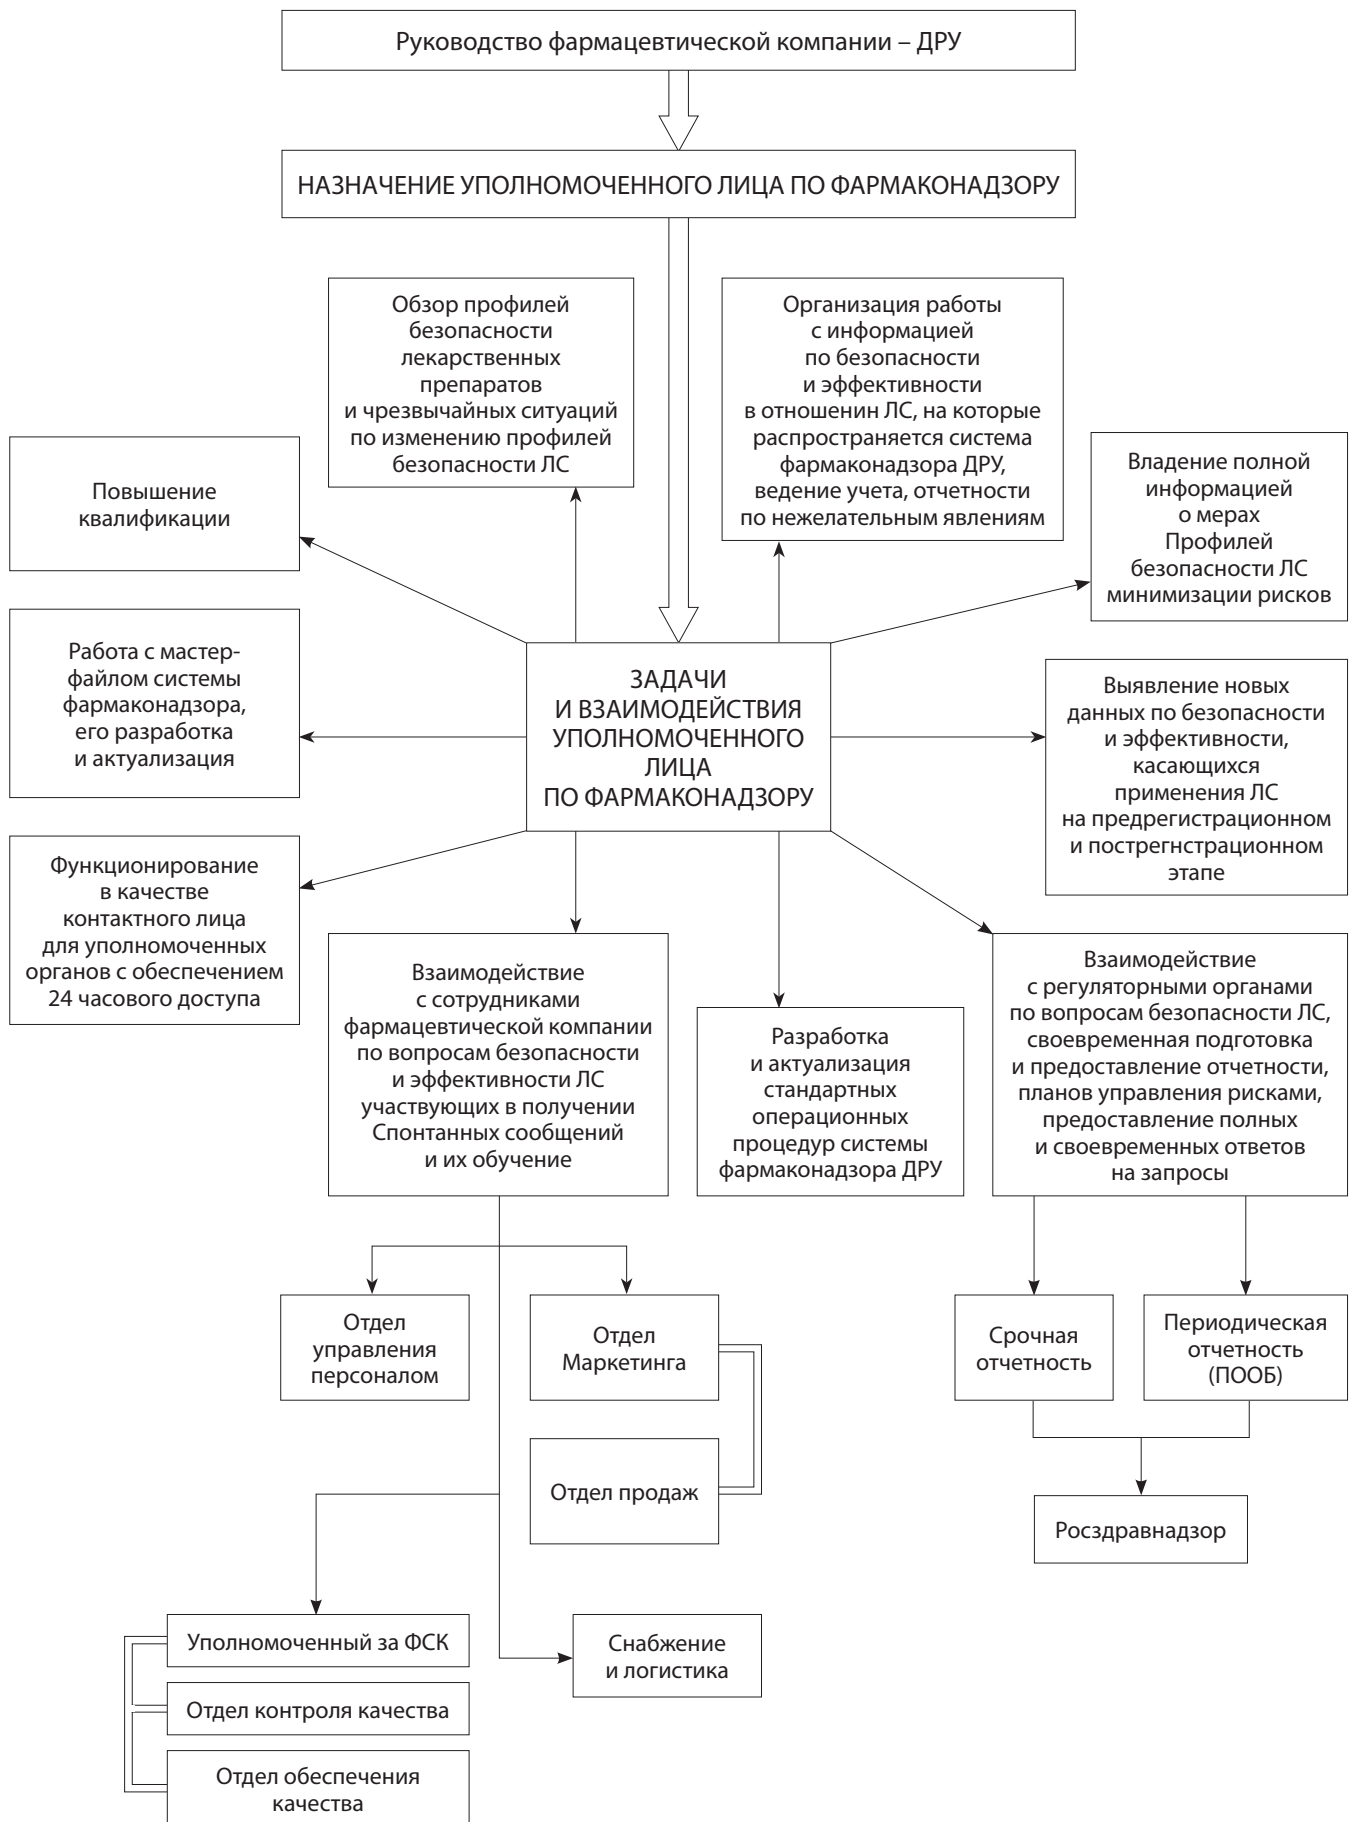 Руководство фармацевтической компании – ДРУ
НАЗНАЧЕНИЕ УПОЛНОМОЧЕННОГО ЛИЦА ПО ФАРМАКОНАДЗОРУ
Обзор профилей
безопасности
лекарственных
препаратов
и чрезвычайных ситуаций
по изменению профилей
безопасности ЛС
Организация работы
с информацией
по безопасности
и эффективности
в отношенин ЛС, на которые
распространяется система
фармаконадзора ДРУ,
ведение учета, отчетности
по нежелательным явлениям
Повышение
квалификации
Владение полной
информацией
о мерах
Профилей
безопасности ЛС
минимизации рисков
Работа с мастер-
файлом системы
фармаконадзора,
его разработка
и актуализация
ЗАДАЧИ
И ВЗАИМОДЕЙСТВИЯ
УПОЛНОМОЧЕННОГО
ЛИЦА
ПО ФАРМАКОНАДЗОРУ
Выявление новых
данных по безопасности
и эффективности,
касающихся
применения ЛС
на предрегистрационном
и пострегнстрационном
этапе
Функционирование
в качестве
контактного лица
для уполномоченных
органов с обеспечением
24 часового доступа
Взаимодействие
с сотрудниками
фармацевтической компании
по вопросам безопасности
и эффективности ЛС
участвующих в получении
Спонтанных сообщений
и их обучение
Разработка
и актуализация
стандартных
операционных
процедур системы
фармаконадзора ДРУ
Взаимодействие
с регуляторными органами
по вопросам безопасности ЛС,
своевременная подготовка
и предоставление отчетности,
планов управления рисками,
предоставление полных
и своевременных ответов
на запросы
Отдел
управления
персоналом
Отдел
Маркетинга
Срочная
отчетность
Периодическая
отчетность
(ПООБ)
Отдел продаж
Росздравнадзор
Уполномоченный за ФСК
Снабжение
и логистика
Отдел контроля качества
Отдел обеспечения
качества